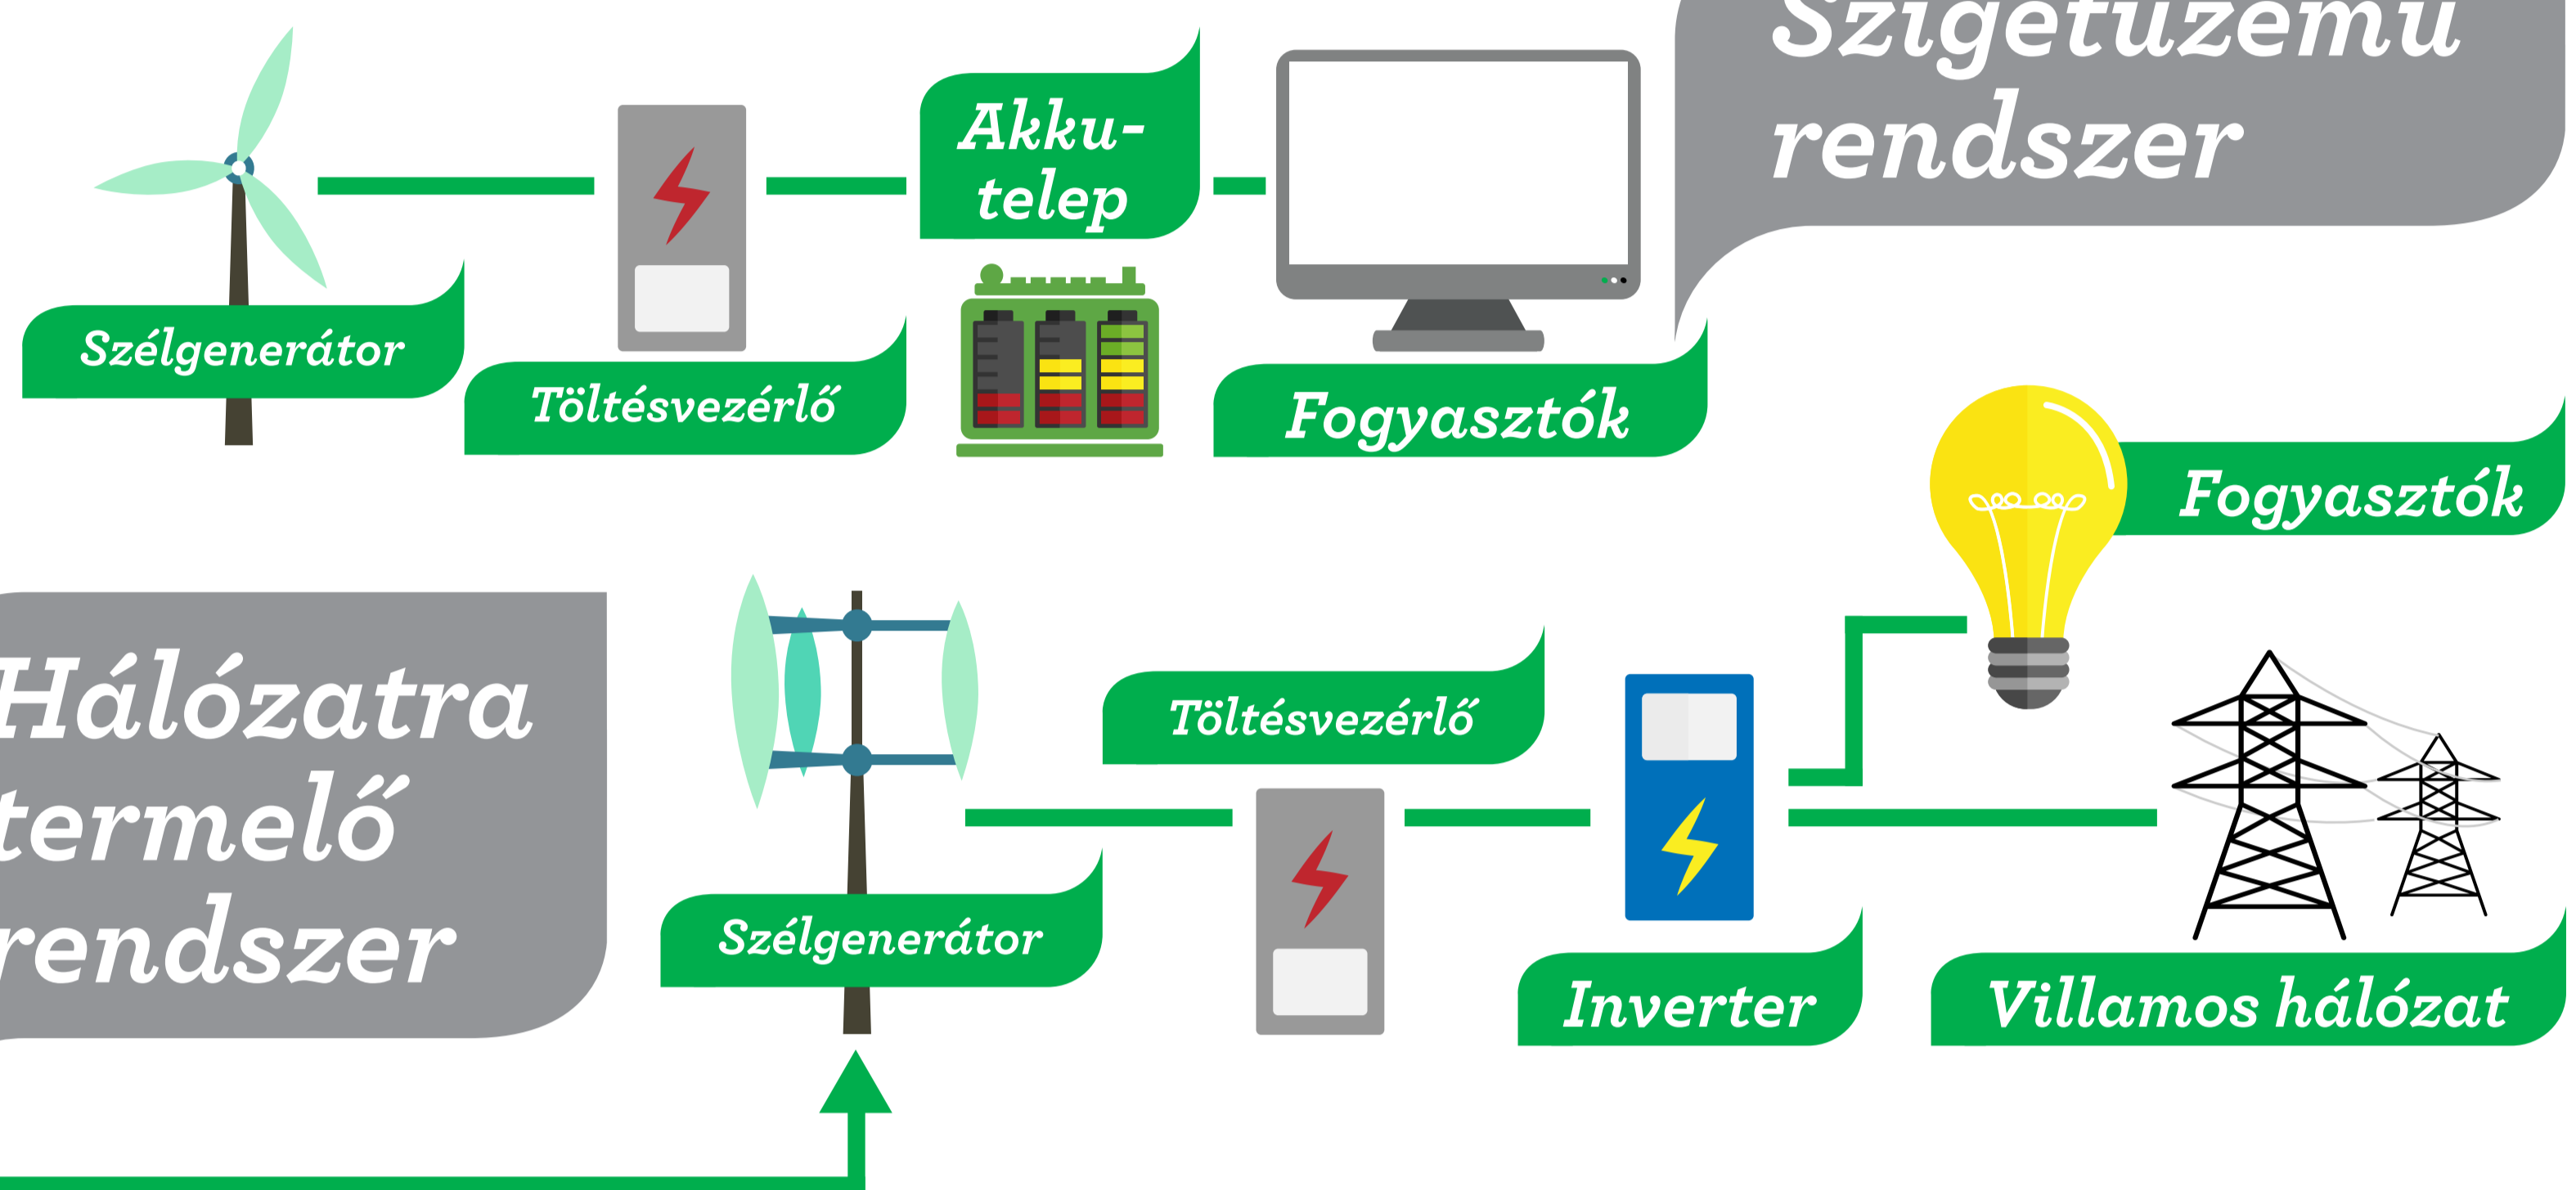 Szigetüzemű
rendszer
Akku-
telep
Szélgenerátor
Töltésvezérlő
Fogyasztók
Fogyasztók
Hálózatra
termelő
rendszer
Töltésvezérlő
Szélgenerátor
Inverter
Villamos hálózat